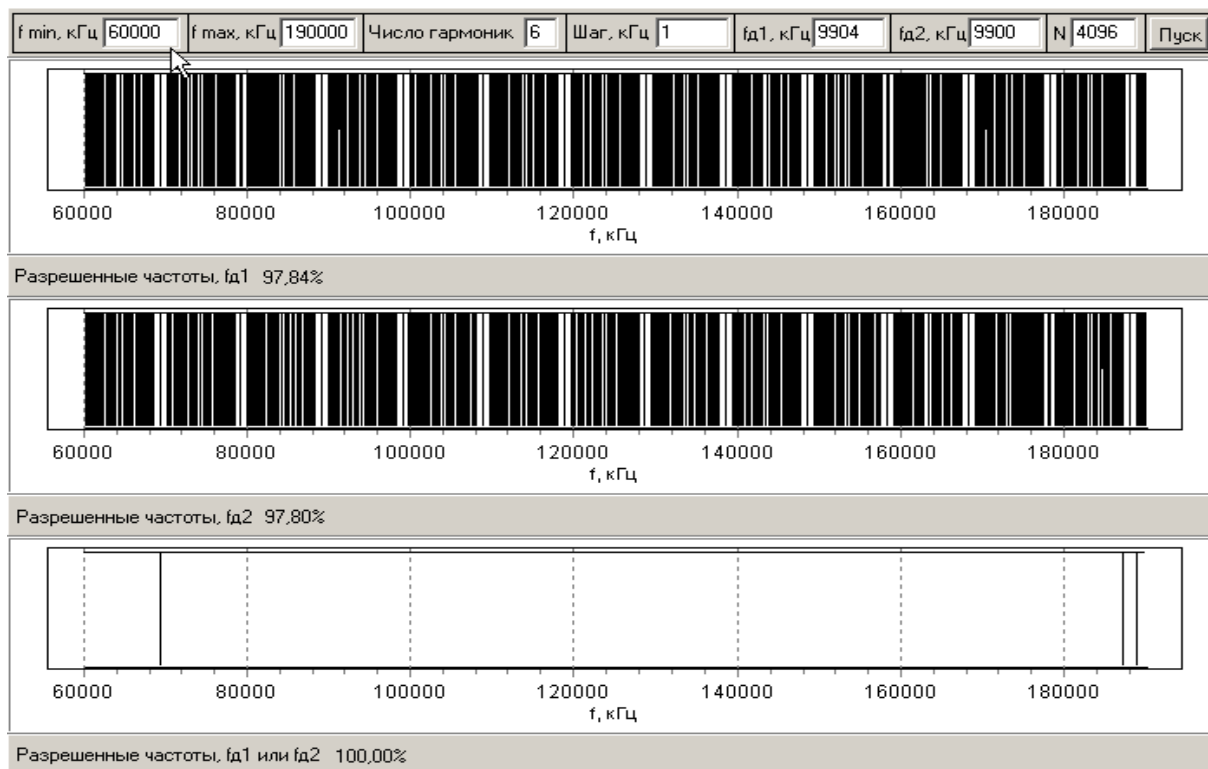 f min, кГц 60000 f max, кГц 190000 Число гармоник 6 Шаг, кГц 1 fд1, кГц 9904 fд2, кГц 9900 N 4096 Пуск
60000 80000 100000 120000 140000 160000 180000
f, кГц
Разрешенные частоты, fд1 97,84%
60000 80000 100000 120000 140000 160000 180000
f, кГц
Разрешенные частоты, fд2 97,80%
60000 80000 100000 120000 140000 160000 180000
f, кГц
Разрешенные частоты, fд1 или fд2 100,00%